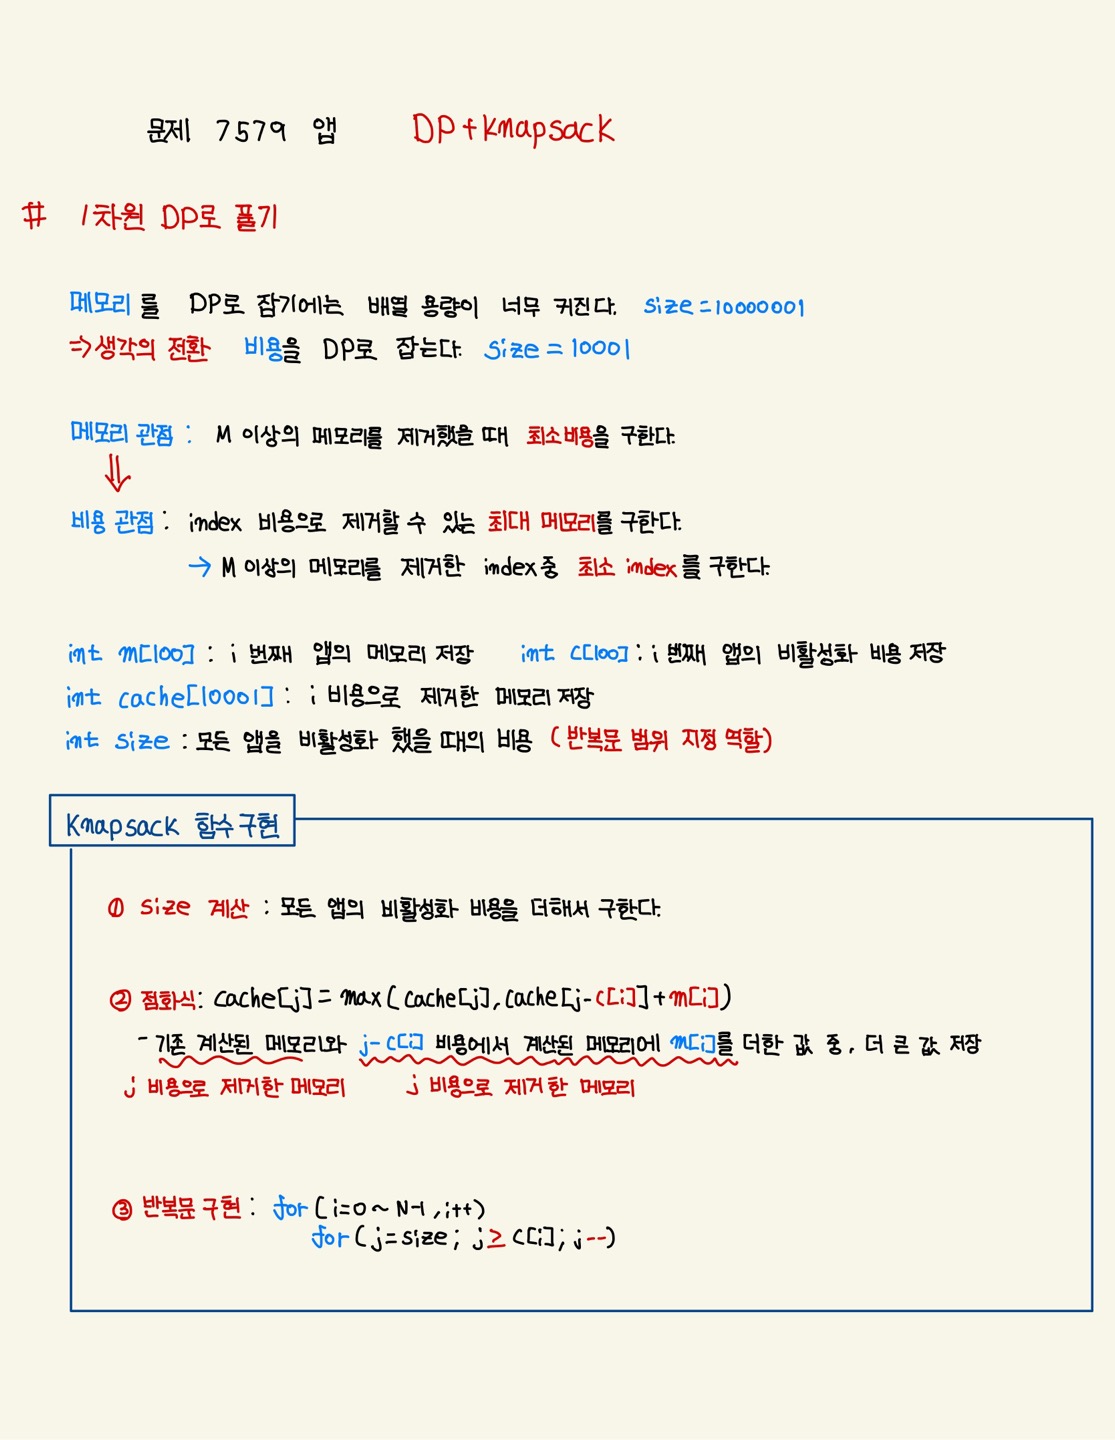 문제 7579 앱 DP+Knapsack
# 1차원 DP로 풀기
메모리를 DP로 잡기에는 배열 용량이 너무 커진다. size=10000001
=>생각의 전환 비용을 DP로 잡는다. size=10001
메모리 관점 : M 이상의 메모리를 제거했을 때 최소비용을 구한다.
⇓
비용 관점 : index 비용으로 제거할 수 있는 최대 메모리를 구한다.
→ M 이상의 메모리를 제거한 index중 최소 index를 구한다.
int m[100] : i 번째 앱의 메모리 저장 int c[100] : i 번째 앱의 비활성화 비용 저장
int cache[10001] : i 비용으로 제거한 메모리 저장
int size : 모든 앱을 비활성화 했을 때의 비용 (반복문 범위 지정 역할)
Knapsack 함수 구현
① size 계산 : 모든 앱의 비활성화 비용을 더해서 구한다.
② 점화식 : cache[j] = max(cache[j], cache[j-c[i]]+m[i])
- 기존 계산된 메모리와 j-c[i] 비용에서 계산된 메모리에 m[i]를 더한 값 중, 더 큰 값 저장
j 비용으로 제거한 메모리 j 비용으로 제거한 메모리
③ 반복문 구현 : for (i=0 ~ N-1, i++)
for (j=size; j≥c[i]; j--)